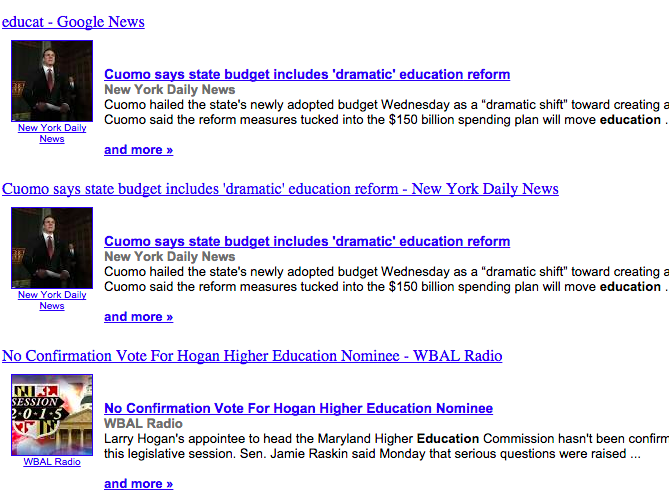 educat - Google News
Cuomo says state budget includes 'dramatic' education reform
New York Daily News
Cuomo hailed the state's newly adopted budget Wednesday as a “dramatic shift” toward creating a
Cuomo said the reform measures tucked into the $150 billion spending plan will move education .
New York Daily
News
and more »
Cuomo says state budget includes 'dramatic' education reform - New York Daily News
Cuomo says state budget includes 'dramatic' education reform
New York Daily News
Cuomo hailed the state's newly adopted budget Wednesday as a “dramatic shift” toward creating a
Cuomo said the reform measures tucked into the $150 billion spending plan will move education .
New York Daily
News
and more »
No Confirmation Vote For Hogan Higher Education Nominee - WBAL Radio
SESSION
2·0·1·5
No Confirmation Vote For Hogan Higher Education Nominee
WBAL Radio
Larry Hogan's appointee to head the Maryland Higher Education Commission hasn't been confirm
this legislative session. Sen. Jamie Raskin said Monday that serious questions were raised ...
WBAL Radio
and more »